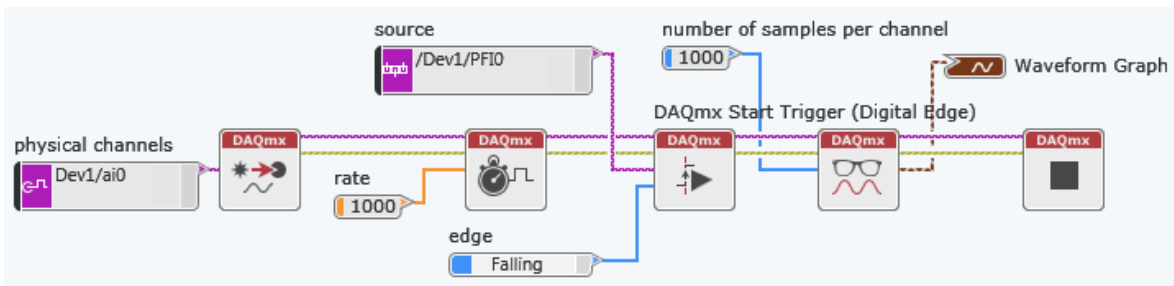 source
number of samples per channel
/Dev1/PFI0
1000
Waveform Graph
DAQmx Start Trigger (Digital Edge)
physical channels
DAQmx
DAQmx
DAQmx
DAQmx
DAQmx
Dev1/ai0
rate
1000
edge
Falling